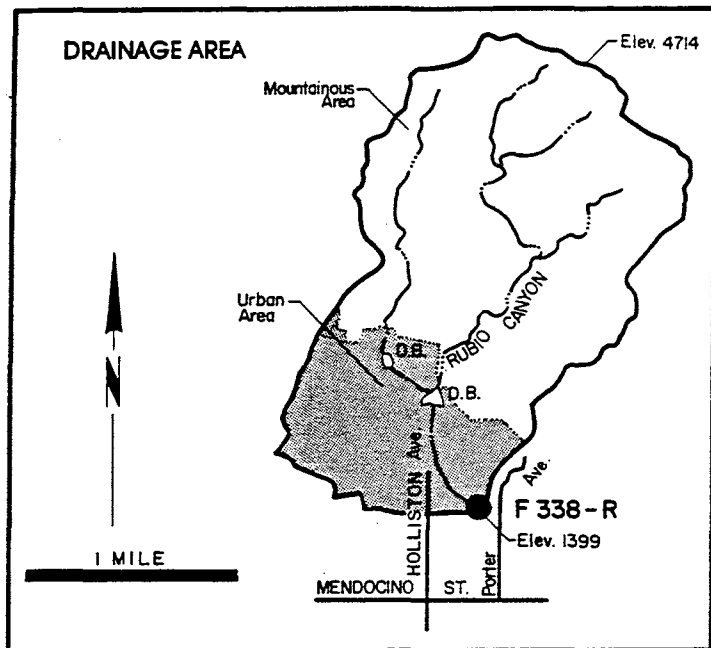 DRAINAGE AREA
Elev. 4714
Mountainous
Area
Urban
Area
N
D.B.
RUBIO CANYON
D.B.
HOLLISTON Ave.
Ave.
F 338-R
Elev. 1399
1 MILE
MENDOCINO ST.
Porter